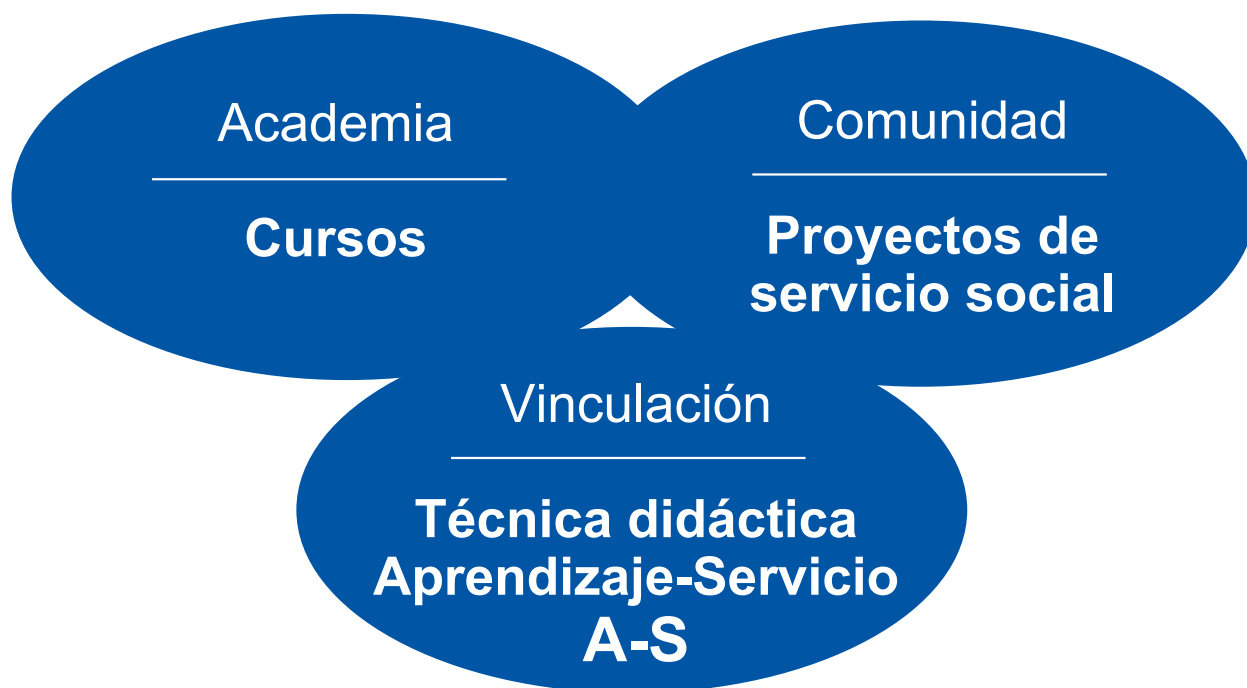 Academia
Cursos
Comunidad
Proyectos de
servicio social
Vinculación
Técnica didáctica
Aprendizaje-Servicio
A-S